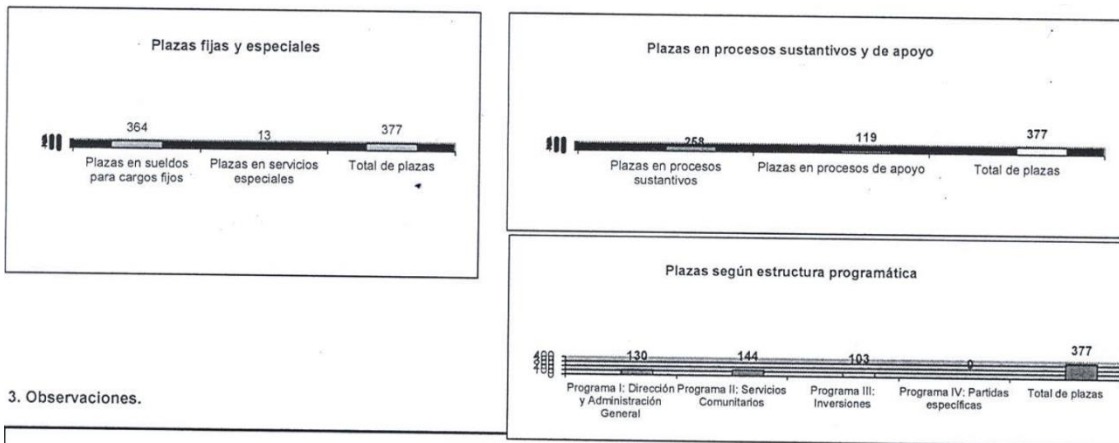 Plazas fijas y especiales
364
13
377
Plazas en sueldos
para cargos fijos
Plazas en servicios
especiales
Total de plazas
Plazas en procesos sustantivos y de apoyo
258
119
377
Plazas en procesos
sustantivos
Plazas en procesos de apoyo
Total de plazas
Plazas según estructura programática
130
144
103
0
377
Programa I: Dirección
y Administración
General
Programa II: Servicios
Comunitarios
Programa III:
Inversiones
Programa IV: Partidas
específicas
Total de plazas
3. Observaciones.